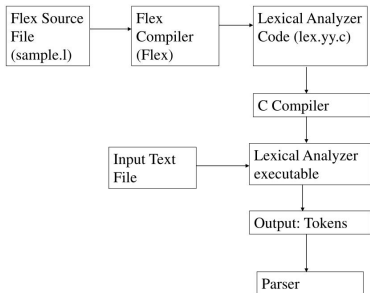 Flex Source
File
(sample.l)
Flex
Compiler
(Flex)
Lexical Analyzer
Code (lex.yy.c)
C Compiler
Input Text
File
Lexical Analyzer
executable
Output: Tokens
Parser